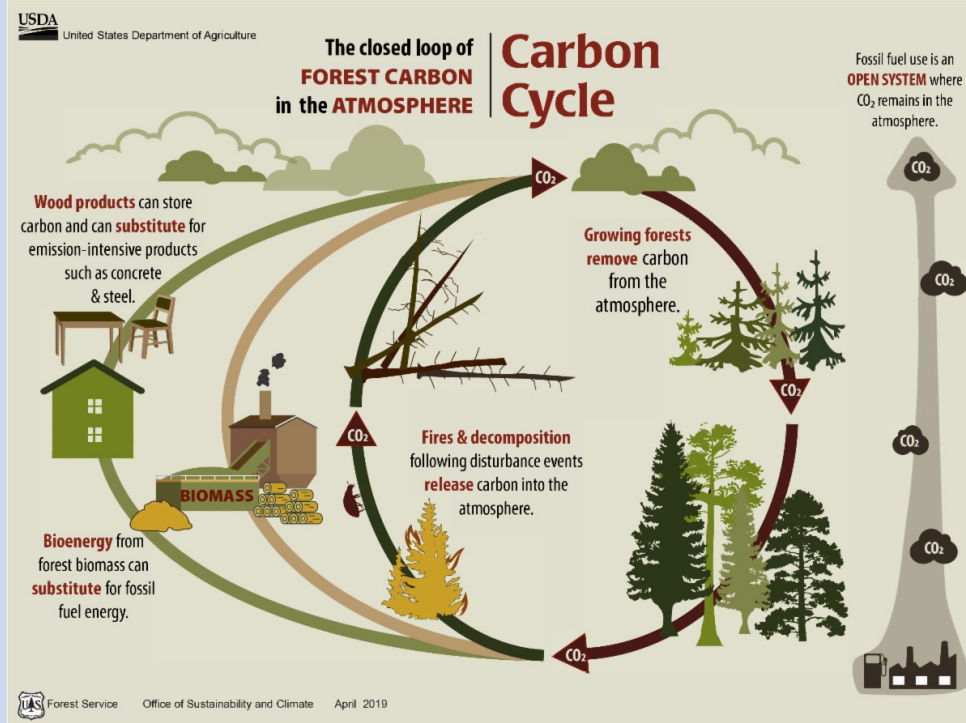 USDA
United States Department of Agriculture
The closed loop of
FOREST CARBON
in the ATMOSPHERE
Carbon
Cycle
Fossil fuel use is an
OPEN SYSTEM where
CO₂ remains in the
atmosphere.
CO₂
CO₂
CO₂
CO₂
CO₂
Wood products can store
carbon and can substitute for
emission-intensive products
such as concrete
& steel.
Growing forests
remove carbon
from the
atmosphere.
CO₂
CO₂
Fires & decomposition
following disturbance events
release carbon into the
atmosphere.
BIOMASS
Bioenergy from
forest biomass can
substitute for fossil
fuel energy.
CO₂
UAS Forest Service Office of Sustainability and Climate April 2019